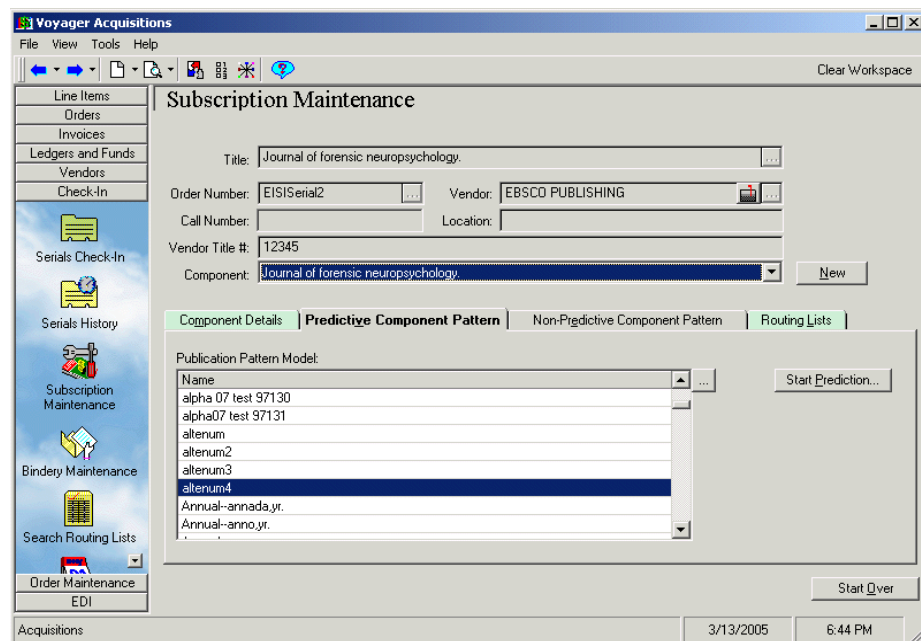 Voyager Acquisitions
File View Tools Help
Clear Workspace
Line Items
Orders
Invoices
Ledgers and Funds
Vendors
Check-In
Serials Check-In
Serials History
Subscription
Maintenance
Bindery Maintenance
Search Routing Lists
Order Maintenance
EDI
Subscription Maintenance
Title: Journal of forensic neuropsychology. ...
Order Number: EISISerial2 ... Vendor: EBSCO PUBLISHING ...
Call Number: Location:
Vendor Title #: 12345
Component: Journal of forensic neuropsychology. New
Component Details Predictive Component Pattern Non-Predictive Component Pattern Routing Lists
Publication Pattern Model:
Name ... Start Prediction...
alpha 07 test 97130
alpha07 test 97131
altenum
altenum2
altenum3
altenum4
Annual--annada,yr.
Annual--anno,yr.
Start Over
Acquisitions 3/13/2005 6:44 PM